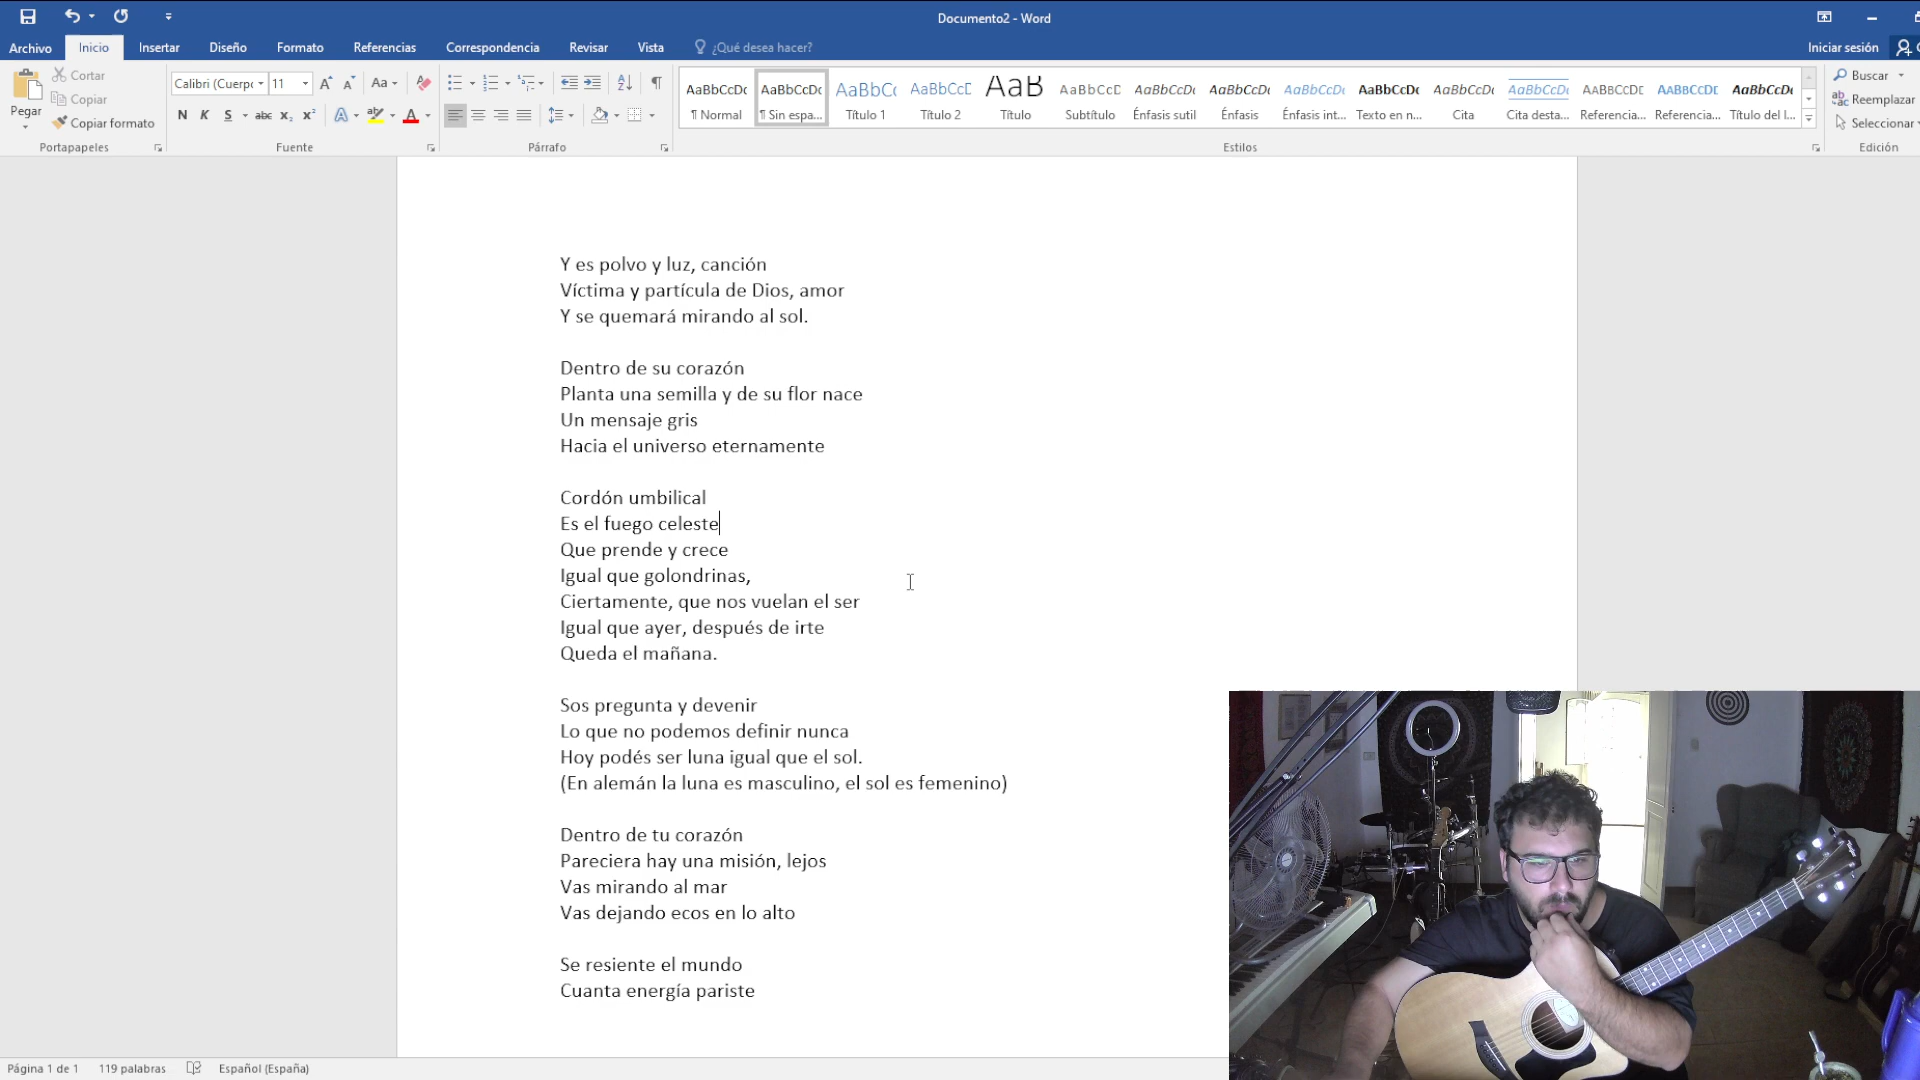 Documento2 - Word
Archivo Inicio Insertar Diseño Formato Referencias Correspondencia Revisar Vista ¿Qué desea hacer? Iniciar sesión
Pegar
Cortar
Copiar
Copiar formato
Portapapeles
Calibri (Cuerp 11
Aa
N K S abc x₂ x²
Fuente
Párrafo
AaBbCcDc AaBbCcDc AaBbC AaBbCcC AaB AaBbCcD AaBbCcDc AaBbCcDc AaBbCcDc AaBbCcDc AaBbCcDc AaBbCcDc AABBCCDC AABBCCDC AaBbCcDc
¶ Normal ¶ Sin espa... Título 1 Título 2 Título Subtítulo Énfasis sutil Énfasis Énfasis int... Texto en n... Cita Cita desta... Referencia... Referencia... Título del l...
Estilos
Buscar
Reemplazar
Seleccionar
Edición
Y es polvo y luz, canción
Víctima y partícula de Dios, amor
Y se quemará mirando al sol.
Dentro de su corazón
Planta una semilla y de su flor nace
Un mensaje gris
Hacia el universo eternamente
Cordón umbilical
Es el fuego celeste
Que prende y crece
Igual que golondrinas,
Ciertamente, que nos vuelan el ser
Igual que ayer, después de irte
Queda el mañana.
Sos pregunta y devenir
Lo que no podemos definir nunca
Hoy podés ser luna igual que el sol.
(En alemán la luna es masculino, el sol es femenino)
Dentro de tu corazón
Pareciera hay una misión, lejos
Vas mirando al mar
Vas dejando ecos en lo alto
Se resiente el mundo
Cuanta energía pariste
Página 1 de 1 119 palabras Español (España)